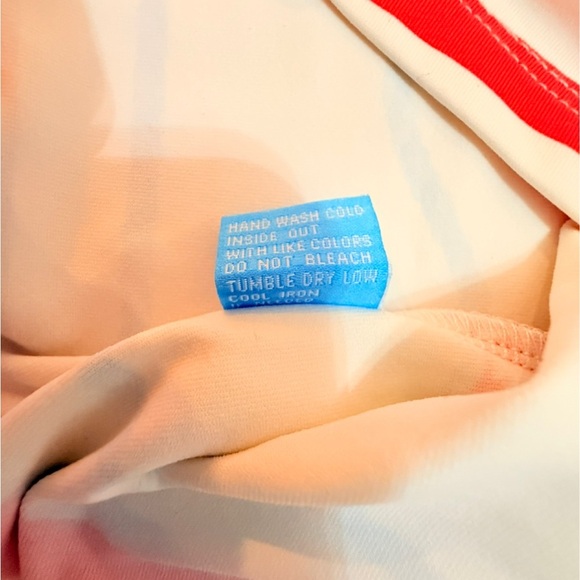 HAND WASH COLD
INSIDE OUT
WITH LIKE COLORS
DO NOT BLEACH
TUMBLE DRY LOW
COOL IRON